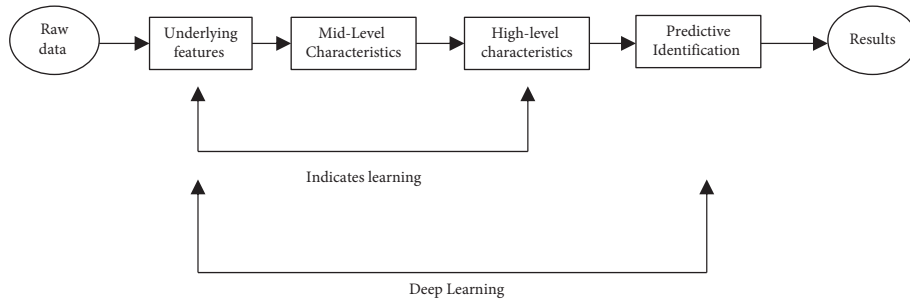 Raw
data
Underlying
features
Mid-Level
Characteristics
High-level
characteristics
Predictive
Identification
Results
Indicates learning
Deep Learning